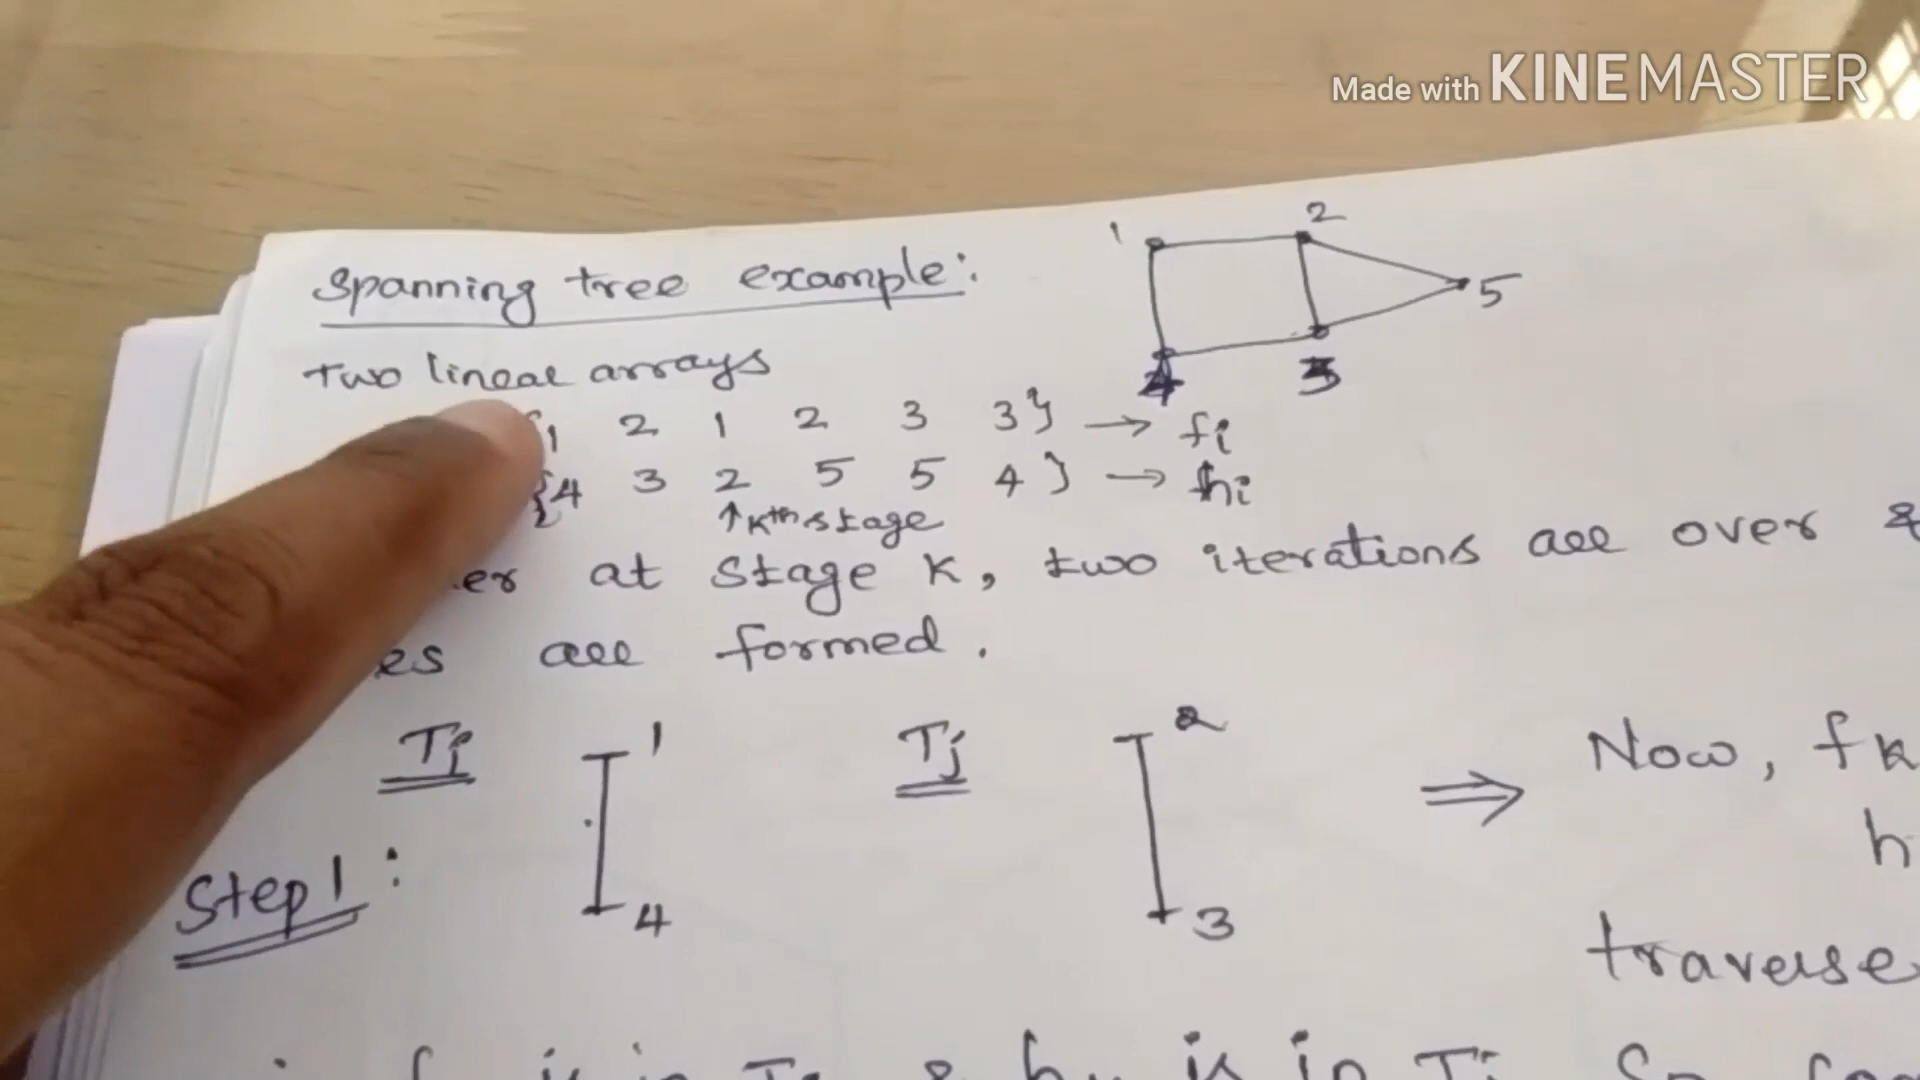 Made with KINEMASTER
Spanning tree example:
1 2 5 4 3
Two linear arrays
{1 2 1 2 3 3} → fi
{4 3 2 5 5 4} → hi
↑kth stage
at stage K, two iterations are over &
are formed.
Ti 1 4 Tj 2 3 ⇒ Now, fk
h
Step 1:
traverse